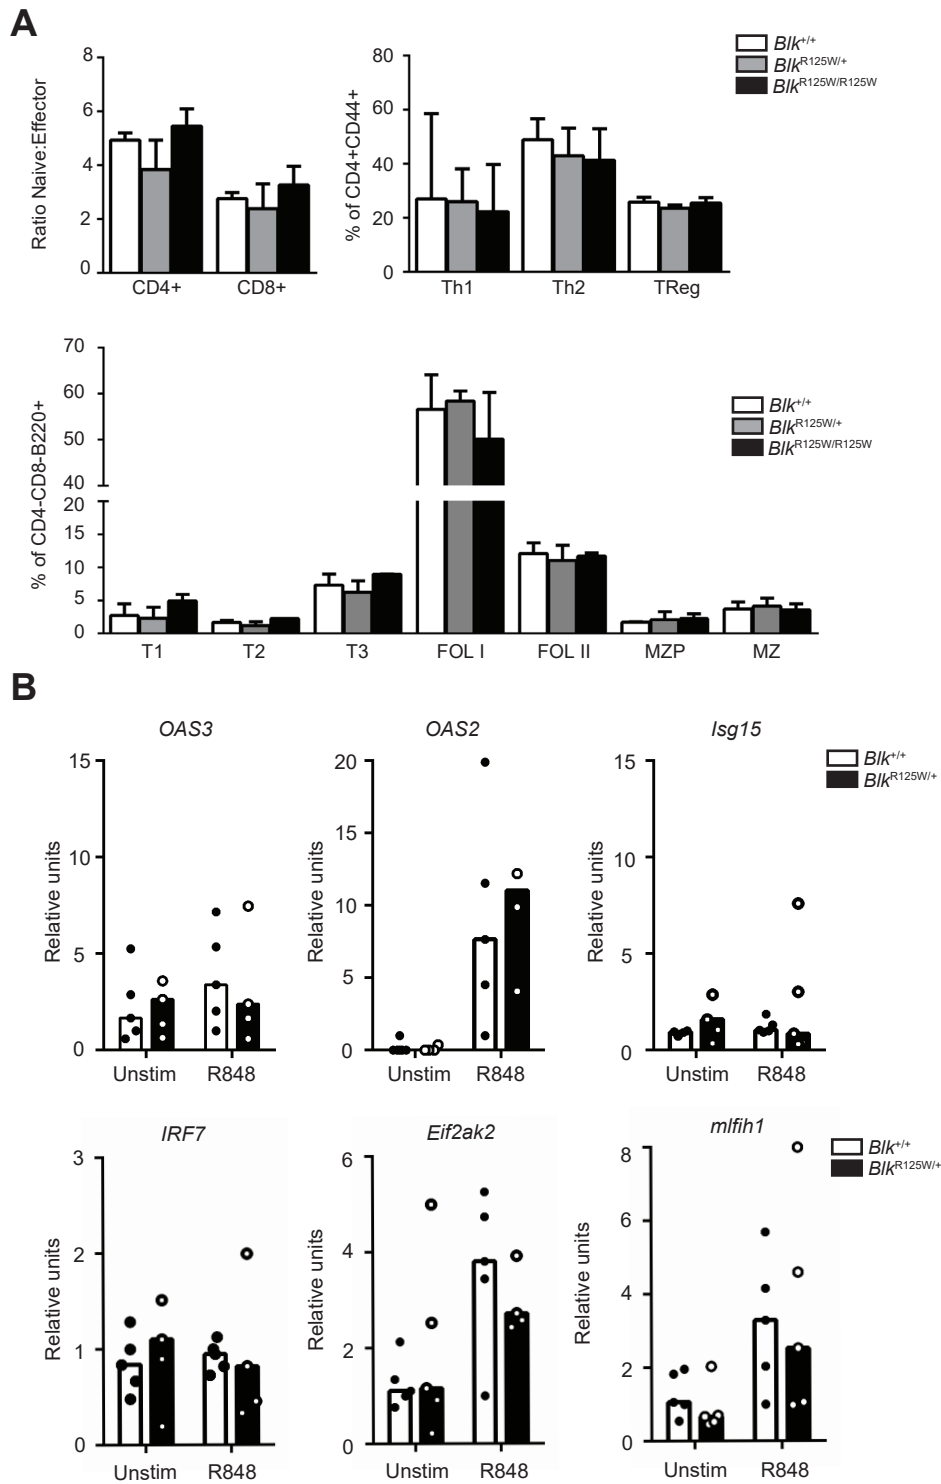 A
Ratio Naive:Effector
8
6
4
2
0
CD4+ CD8+
% of CD4+CD44+
80
60
40
20
0
Th1 Th2 TReg
Blk+/+
BlkR125W/+
BlkR125W/R125W
% of CD4-CD8-B220+
70
60
50
40
20
15
10
5
0
T1 T2 T3 FOL I FOL II MZP MZ
Blk+/+
BlkR125W/+
BlkR125W/R125W
B
OAS3
Relative units
15
10
5
0
Unstim R848
OAS2
Relative units
20
15
10
5
0
Unstim R848
Isg15
Relative units
15
10
5
0
Unstim R848
Blk+/+
BlkR125W/+
IRF7
Relative units
3
2
1
0
Unstim R848
Eif2ak2
Relative units
6
4
2
0
Unstim R848
mIfih1
Relative units
8
6
4
2
0
Unstim R848
Blk+/+
BlkR125W/+